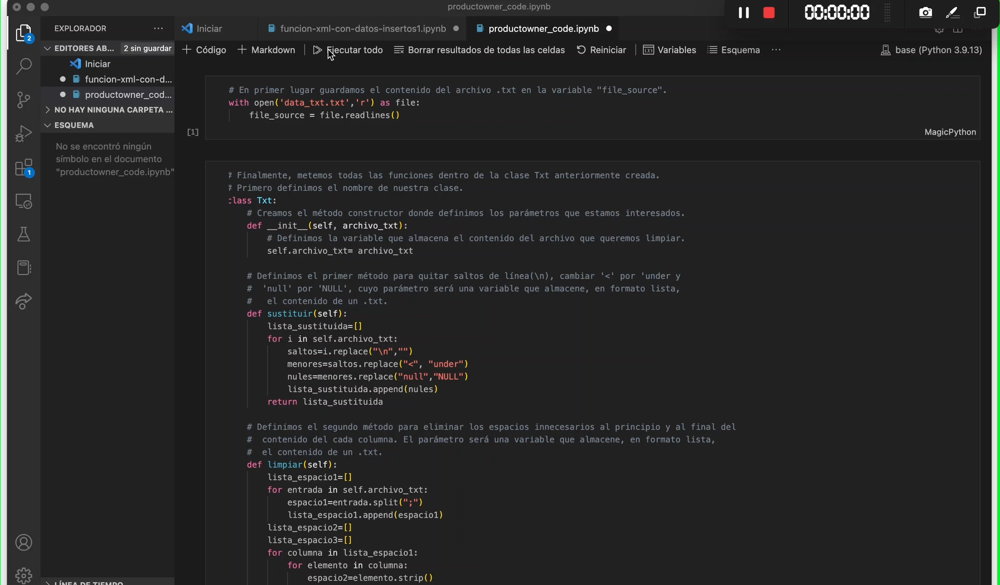 productowner_code.ipynb
00:00:00
EXPLORADOR
Iniciar
funcion-xml-con-datos-insertos1.ipynb
productowner_code.ipynb
2
EDITORES AB...
2 sin guardar
Iniciar
funcion-xml-con-d...
productowner_cod...
NO HAY NINGUNA CARPETA ...
ESQUEMA
No se encontró ningún
símbolo en el documento
"productowner_code.ipynb"
1
LÍNEA DE TIEMPO
+ Código
+ Markdown
Ejecutar todo
Borrar resultados de todas las celdas
Reiniciar
Variables
Esquema
...
base (Python 3.9.13)
# En primer lugar guardamos el contenido del archivo .txt en la variable "file_source".
with open('data_txt.txt','r') as file:
    file_source = file.readlines()
[1]
MagicPython
# Finalmente, metemos todas las funciones dentro de la clase Txt anteriormente creada.
# Primero definimos el nombre de nuestra clase.
class Txt:
    # Creamos el método constructor donde definimos los parámetros que estamos interesados.
    def __init__(self, archivo_txt):
        # Definimos la variable que almacena el contenido del archivo que queremos limpiar.
        self.archivo_txt= archivo_txt
    # Definimos el primer método para quitar saltos de línea(\n), cambiar '<' por 'under y
    #  'null' por 'NULL', cuyo parámetro será una variable que almacene, en formato lista,
    #   el contenido de un .txt.
    def sustituir(self):
        lista_sustituida=[]
        for i in self.archivo_txt:
            saltos=i.replace("\n","")
            menores=saltos.replace("<", "under")
            nules=menores.replace("null","NULL")
            lista_sustituida.append(nules)
        return lista_sustituida
    # Definimos el segundo método para eliminar los espacios innecesarios al principio y al final del
    #  contenido del cada columna. El parámetro será una variable que almacene, en formato lista,
    #  el contenido de un .txt.
    def limpiar(self):
        lista_espacio1=[]
        for entrada in self.archivo_txt:
            espacio1=entrada.split(";")
            lista_espacio1.append(espacio1)
        lista_espacio2=[]
        lista_espacio3=[]
        for columna in lista_espacio1:
            for elemento in columna:
                espacio2=elemento.strip()